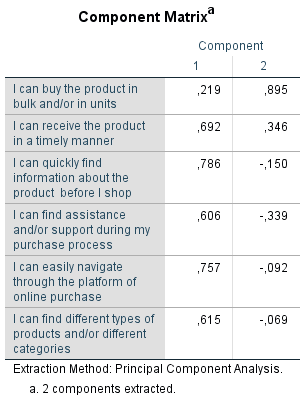 Component Matrixa
Component
1 2
I can buy the product in
bulk and/or in units ,219 ,895
I can receive the product
in a timely manner ,692 ,346
I can quickly find
information about the
product before I shop ,786 -,150
I can find assistance
and/or support during my
purchase process ,606 -,339
I can easily navigate
through the platform of
online purchase ,757 -,092
I can find different types of
products and/or different
categories ,615 -,069
Extraction Method: Principal Component Analysis.
a. 2 components extracted.